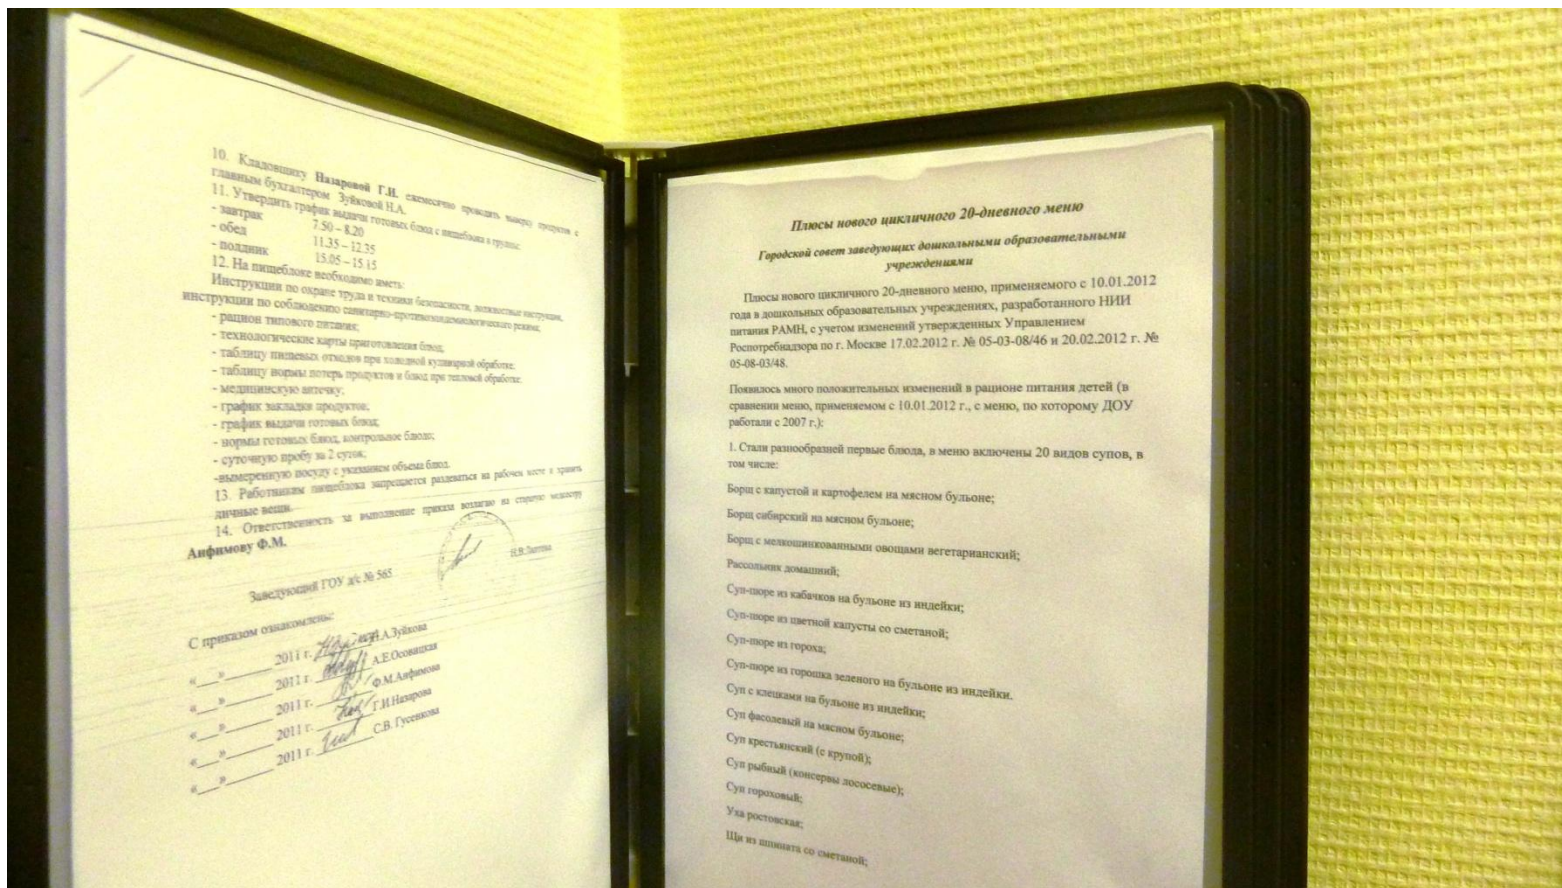 10. Кладовщику Назаровой Г.И. ежемесячно проводить выверку продуктов с
главным бухгалтером Зуйковой Н.А.
11. Утвердить график выдачи готовых блюд с пищеблока в группы:
- завтрак 7.50 – 8.20
- обед 11.35 – 12.35
- полдник 15.05 – 15.15
12. На пищеблоке необходимо иметь:
Инструкции по охране труда и техники безопасности, должностные инструкции,
инструкции по соблюдению санитарно-противоэпидемиологического режима;
- рацион типового питания;
- технологические карты приготовления блюд;
- таблицу пищевых отходов при холодной кулинарной обработке;
- таблицу нормы потерь продуктов и блюд при тепловой обработке;
- медицинскую аптечку;
- график закладки продуктов;
- график выдачи готовых блюд;
- нормы готовых блюд, контрольное блюдо;
- суточную пробу за 2 суток;
-вымеренную посуду с указанием объема блюд.
13. Работникам пищеблока запрещается раздеваться на рабочем месте и хранить
личные вещи.
14. Ответственность за выполнение приказа возлагаю на старшую медсестру
Анфимову Ф.М.
Заведующий ГОУ д/с № 565
С приказом ознакомлены:
«___»_______ 2011 г. _______Н.А.Зуйкова
«___»_______ 2011 г. _______А.Е.Осовицкая
«___»_______ 2011 г. _______Ф.М.Анфимова
«___»_______ 2011 г. _______Г.И.Назарова
«___»_______ 2011 г. _______С.В. Гусенкова
Плюсы нового цикличного 20-дневного меню
Городской совет заведующих дошкольными образовательными
учреждениями
Плюсы нового цикличного 20-дневного меню, применяемого с 10.01.2012
года в дошкольных образовательных учреждениях, разработанного НИИ
питания РАМН, с учетом изменений утвержденных Управлением
Роспотребнадзора по г. Москве 17.02.2012 г. № 05-03-08/46 и 20.02.2012 г. №
05-08-03/48.
Появилось много положительных изменений в рационе питания детей (в
сравнении меню, применяемом с 10.01.2012 г., с меню, по которому ДОУ
работали с 2007 г.):
1. Стали разнообразней первые блюда, в меню включены 20 видов супов, в
том числе:
Борщ с капустой и картофелем на мясном бульоне;
Борщ сибирский на мясном бульоне;
Борщ с мелкошинкованными овощами вегетарианский;
Рассольник домашний;
Суп-пюре из кабачков на бульоне из индейки;
Суп-пюре из цветной капусты со сметаной;
Суп-пюре из гороха;
Суп-пюре из горошка зеленого на бульоне из индейки.
Суп с клецками на бульоне из индейки;
Суп фасолевый на мясном бульоне;
Суп крестьянский (с крупой);
Суп рыбный (консервы лососевые);
Суп гороховый;
Уха ростовская;
Щи из шпината со сметаной;